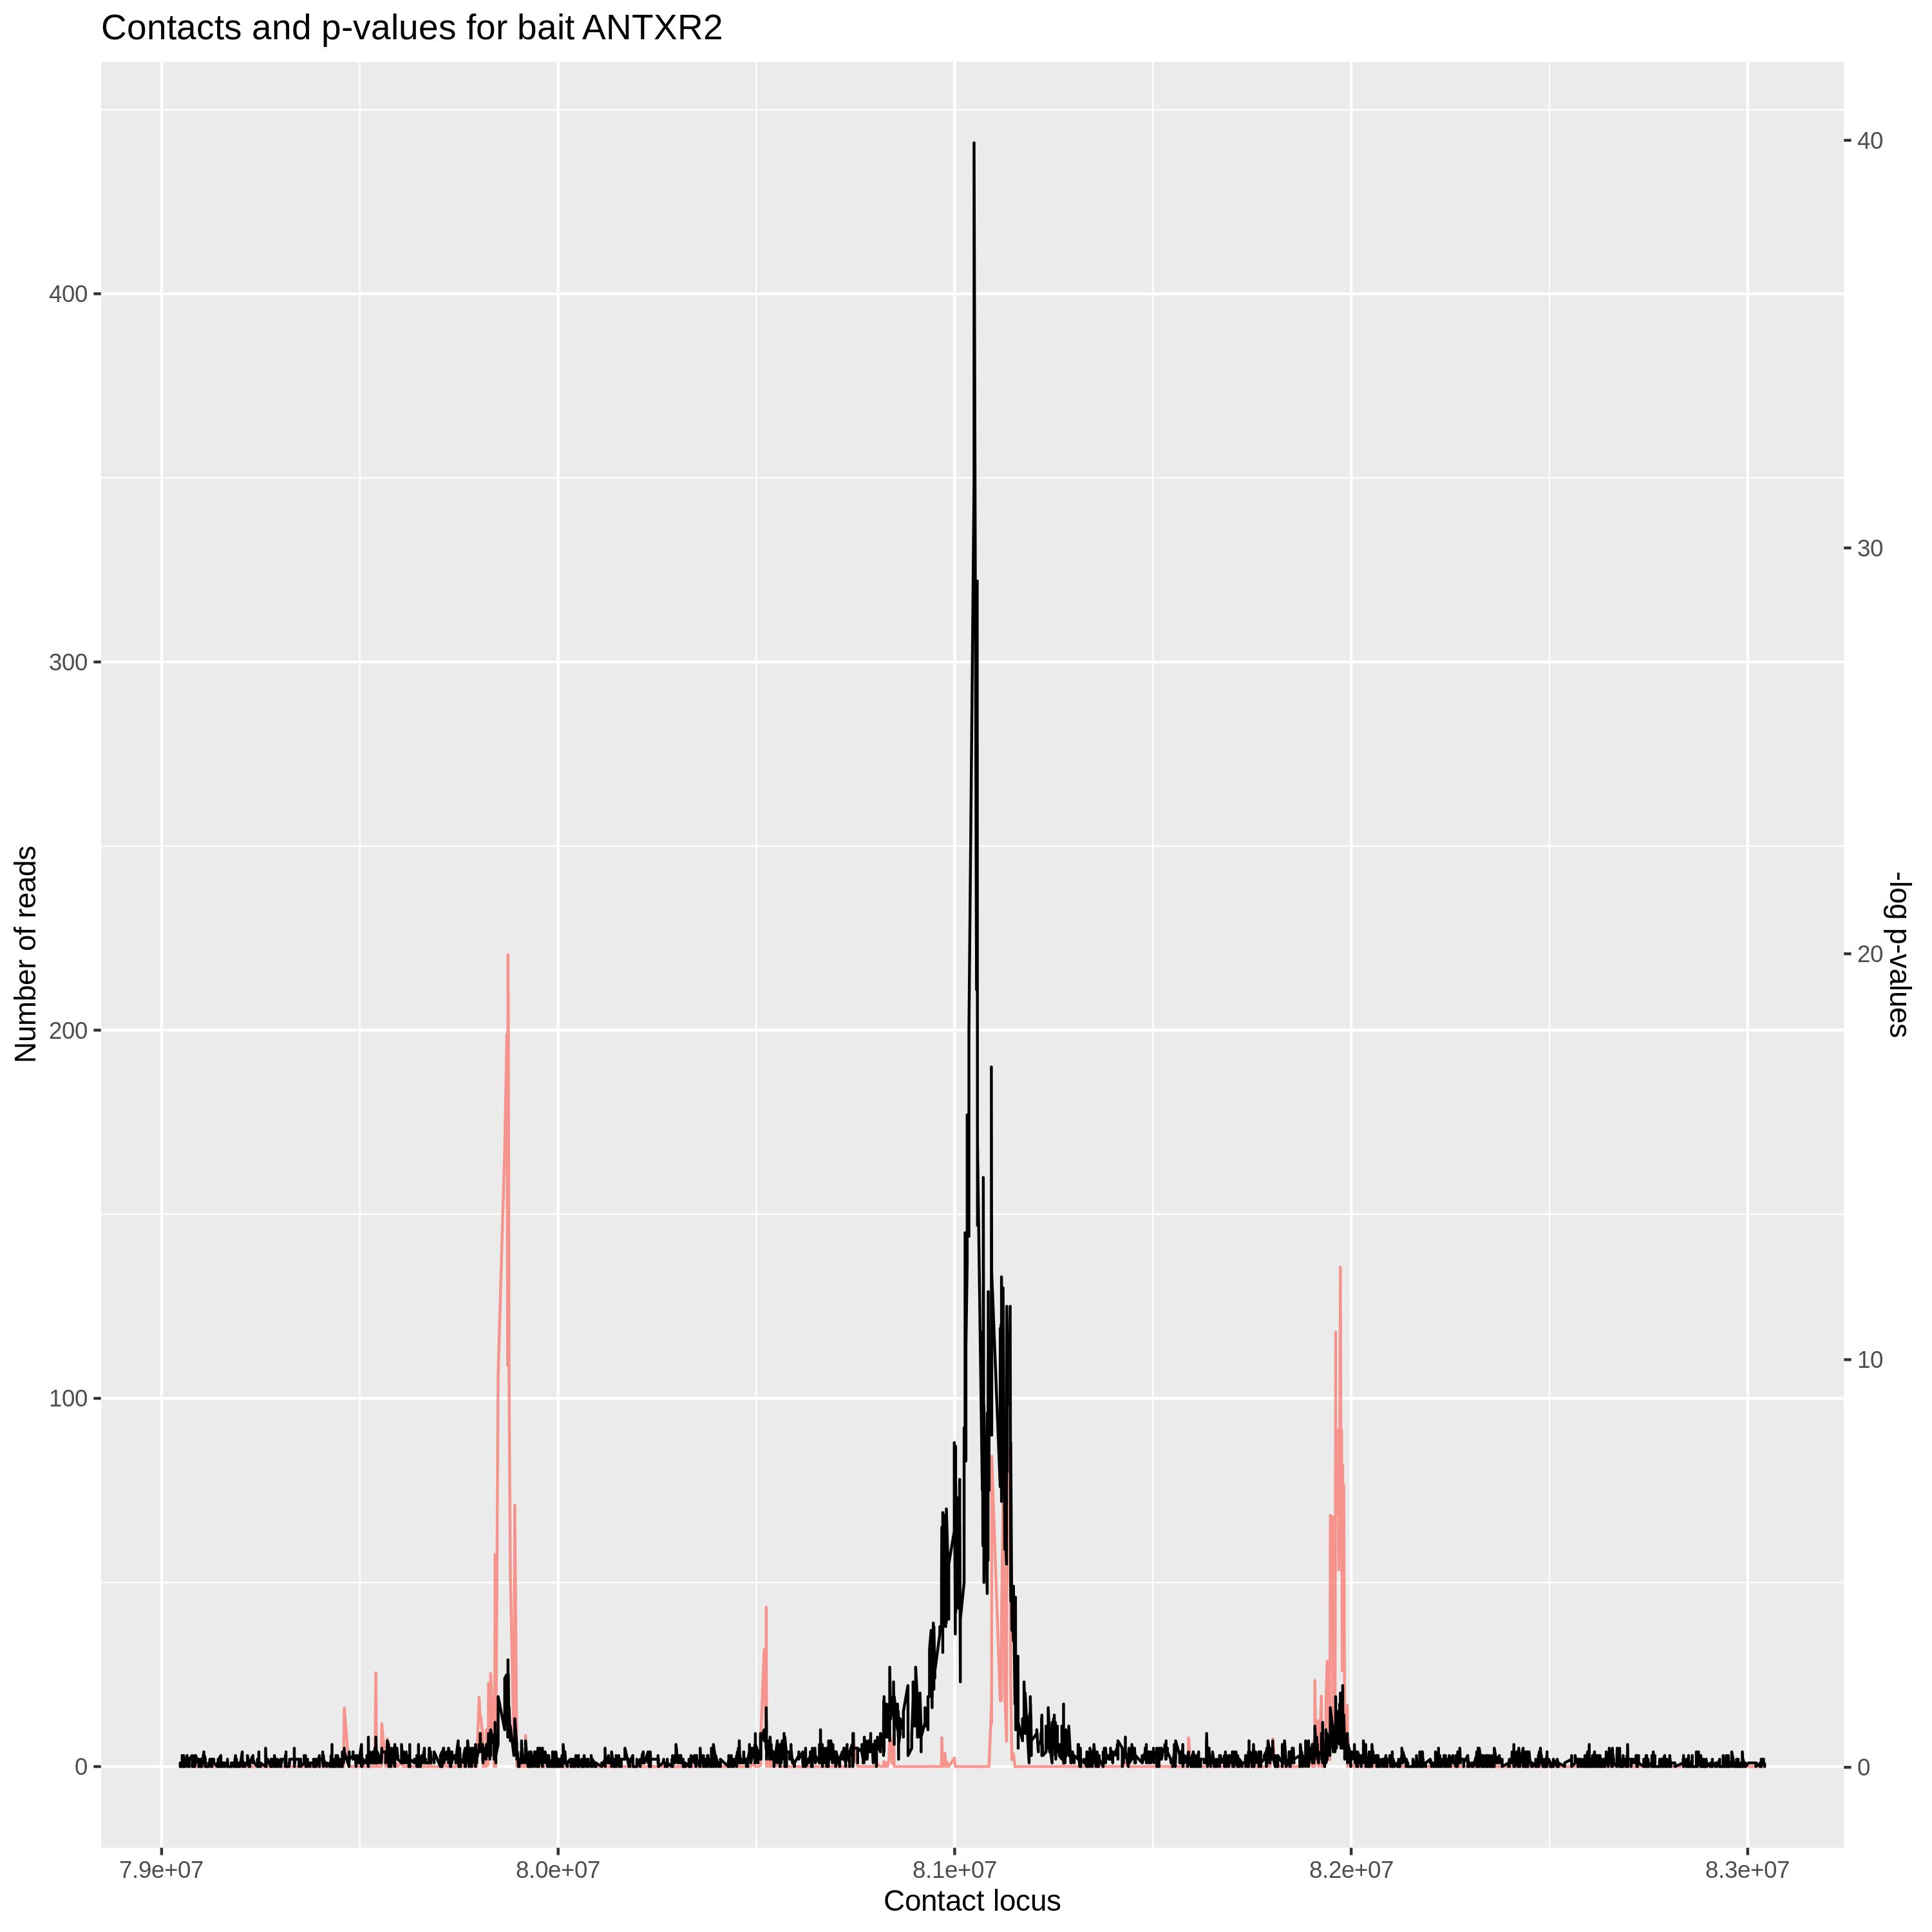 Contacts and p-values for bait ANTXR2
Number of reads
400
300
200
100
0
40
30
20
10
0
-log p-values
7.9e+07 8.0e+07 8.1e+07 8.2e+07 8.3e+07
Contact locus